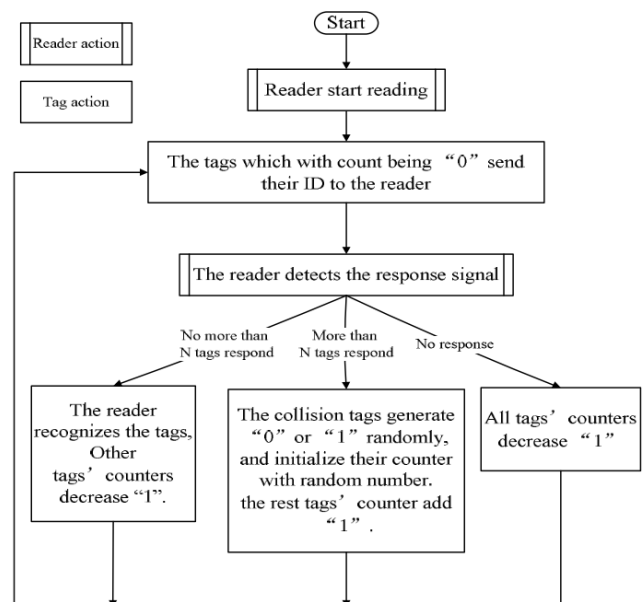 Start
Reader action
Reader start reading
Tag action
The tags which with count being “0” send
their ID to the reader
The reader detects the response signal
No more than
N tags respond
More than
N tags respond
No response
The reader
recognizes the tags,
Other
tags’ counters
decrease “1”.
The collision tags generate
“0” or “1” randomly,
and initialize their counter
with random number.
the rest tags’ counter add
“1” .
All tags’ counters
decrease “1”